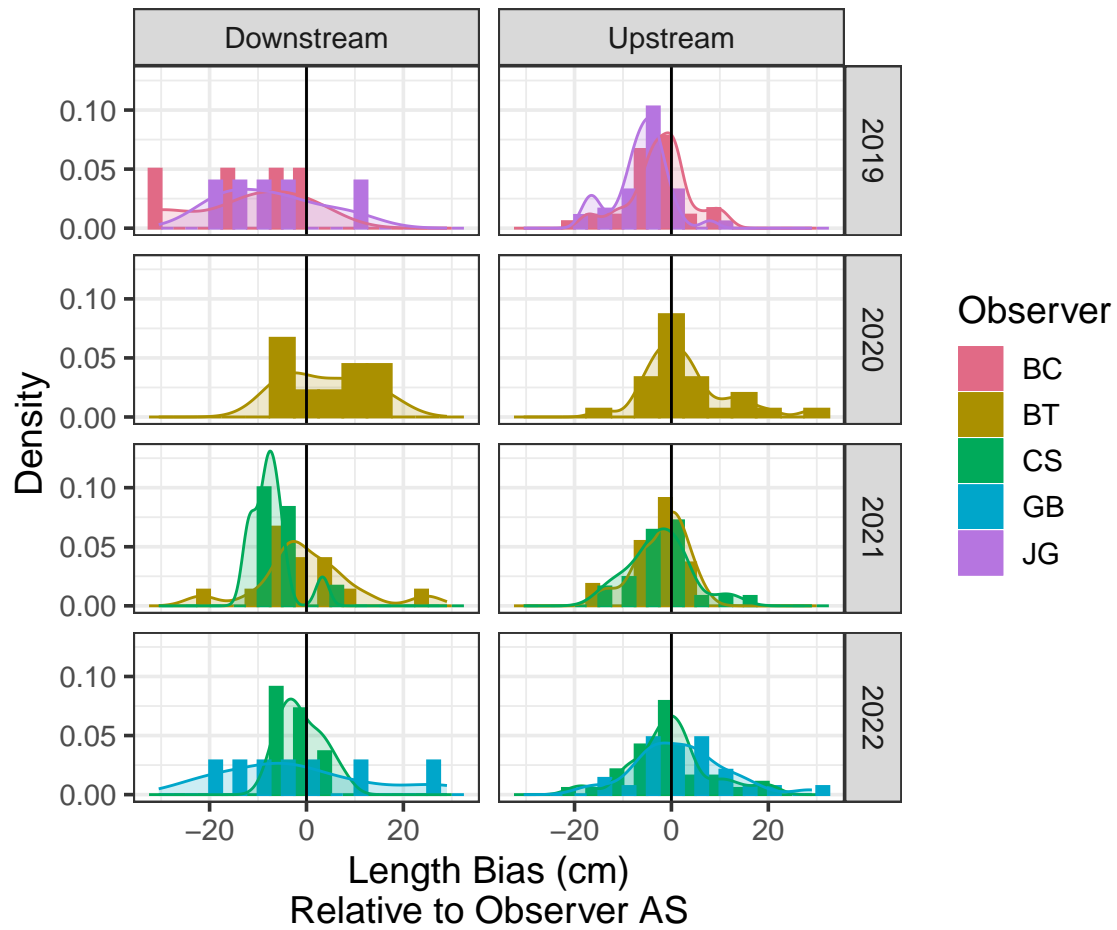 Downstream
Upstream
0.10
0.05
0.00
2019
0.10
0.05
0.00
2020
0.10
0.05
0.00
2021
0.10
0.05
0.00
2022
Density
−20 0 20
−20 0 20
Length Bias (cm)
Relative to Observer AS
Observer
BC
BT
CS
GB
JG